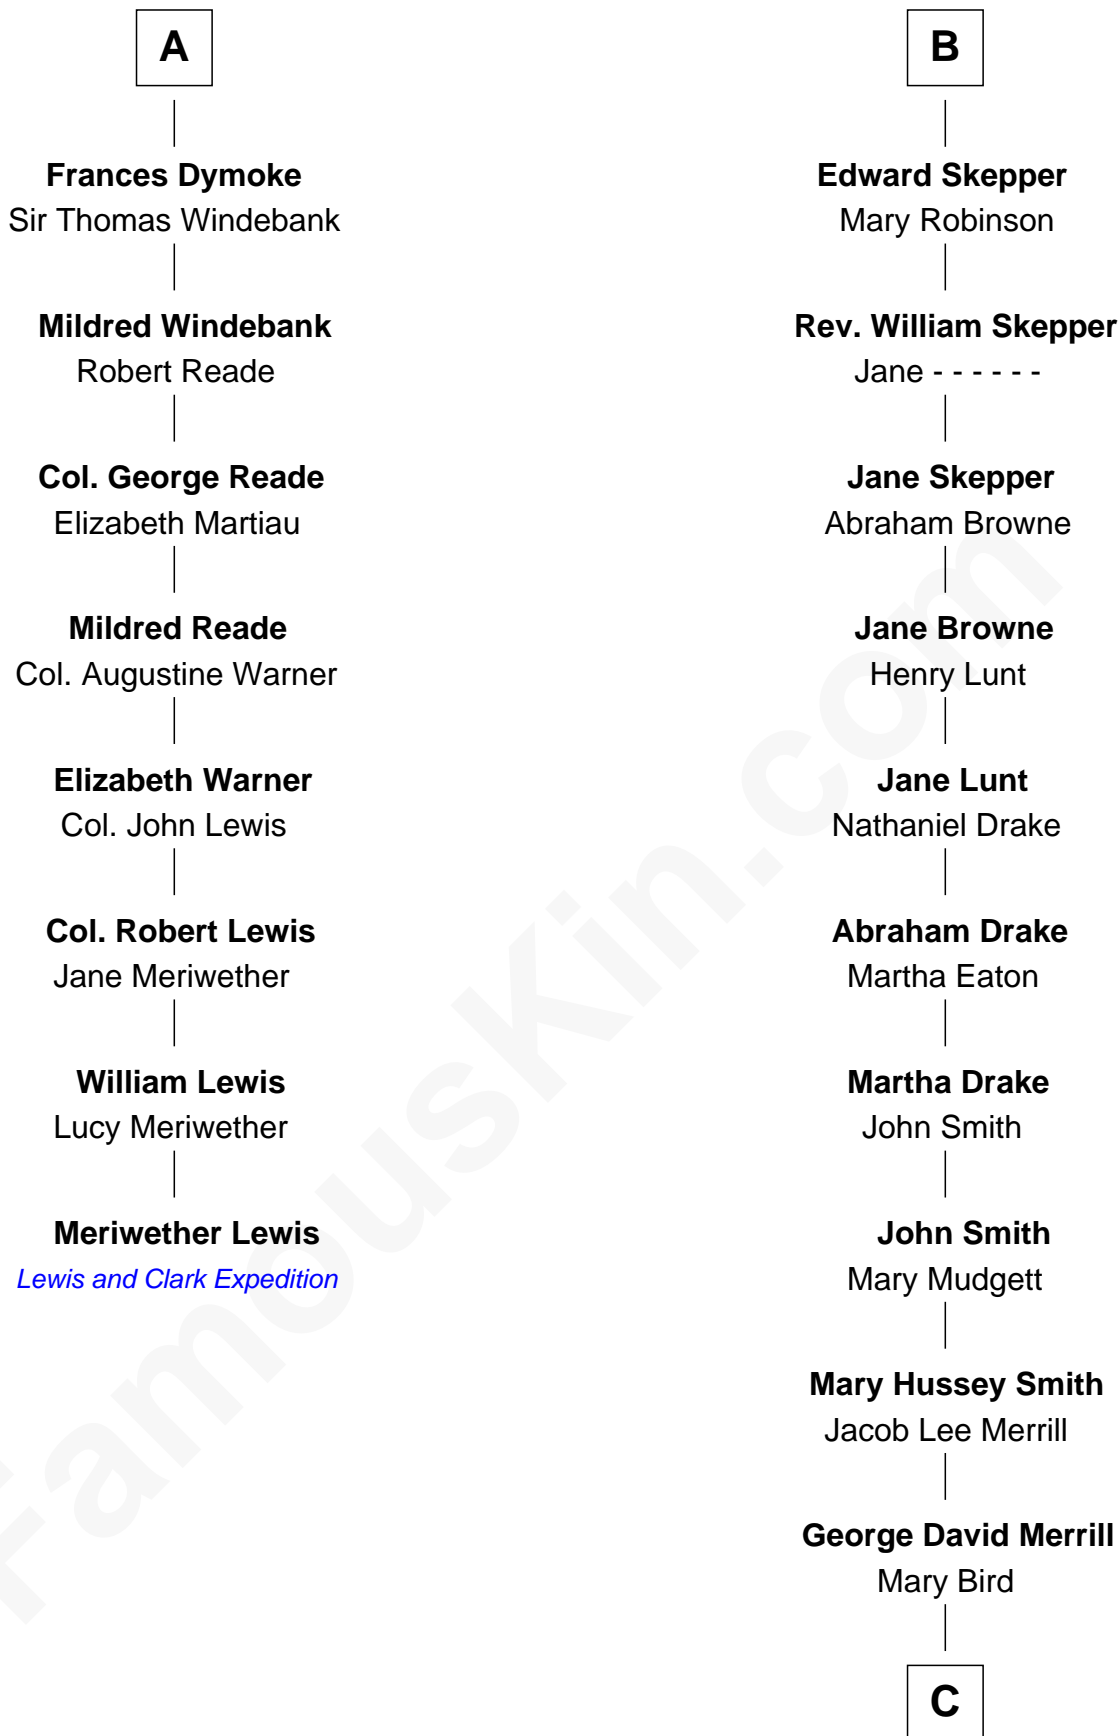 A
Frances Dymoke
Sir Thomas Windebank
Mildred Windebank
Robert Reade
Col. George Reade
Elizabeth Martiau
Mildred Reade
Col. Augustine Warner
Elizabeth Warner
Col. John Lewis
Col. Robert Lewis
Jane Meriwether
William Lewis
Lucy Meriwether
Meriwether Lewis
Lewis and Clark Expedition
B
Edward Skepper
Mary Robinson
Rev. William Skepper
Jane - - - - - -
Jane Skepper
Abraham Browne
Jane Browne
Henry Lunt
Jane Lunt
Nathaniel Drake
Abraham Drake
Martha Eaton
Martha Drake
John Smith
John Smith
Mary Mudgett
Mary Hussey Smith
Jacob Lee Merrill
George David Merrill
Mary Bird
C
FamousKin.com